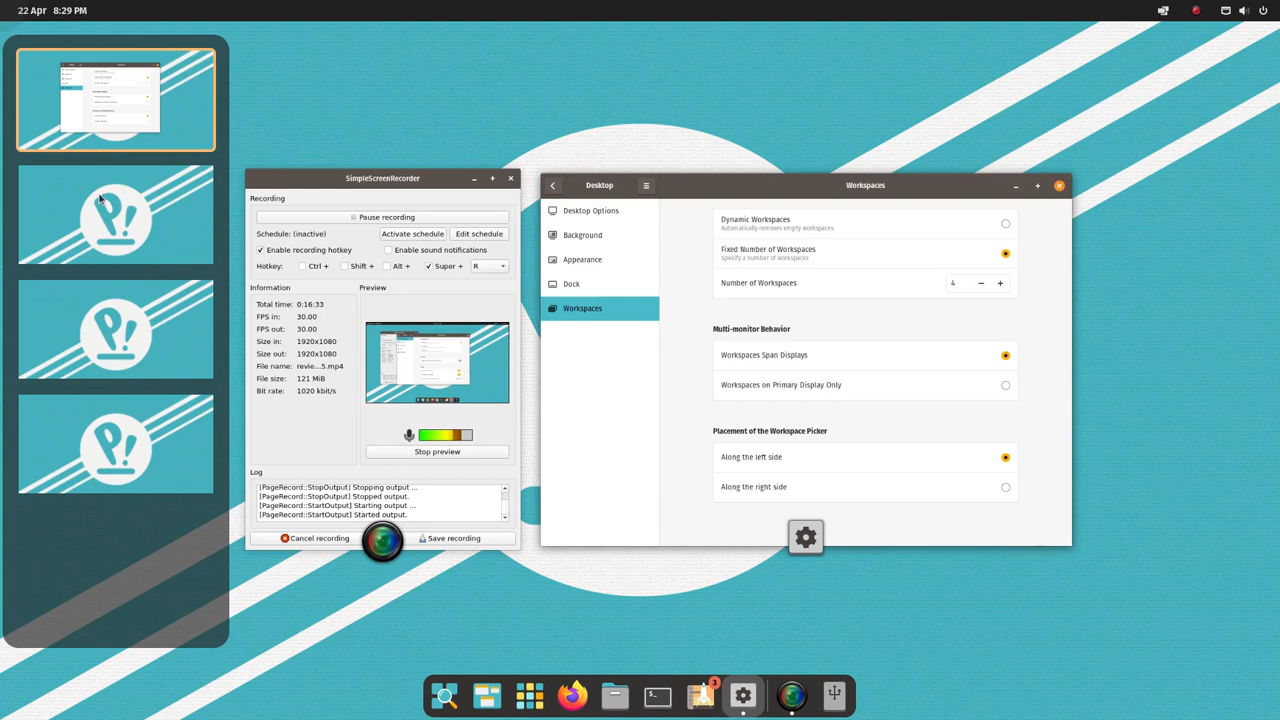 22 Apr 8:29 PM
SimpleScreenRecorder
Recording
Pause recording
Schedule: (inactive)
Activate schedule
Edit schedule
Enable recording hotkey
Enable sound notifications
Hotkey:
Ctrl +
Shift +
Alt +
Super +
R
Information
Total time: 0:16:33
FPS in: 30.00
FPS out: 30.00
Size in: 1920x1080
Size out: 1920x1080
File name: revie...5.mp4
File size: 121 MiB
Bit rate: 1020 kbit/s
Preview
Stop preview
Log
[PageRecord::StopOutput] Stopping output ...
[PageRecord::StopOutput] Stopped output.
[PageRecord::StartOutput] Starting output ...
[PageRecord::StartOutput] Started output.
Cancel recording
Save recording
Desktop
Workspaces
Desktop Options
Background
Appearance
Dock
Workspaces
Dynamic Workspaces
Automatically removes empty workspaces.
Fixed Number of Workspaces
Specify a number of workspaces
Number of Workspaces
4
Multi-monitor Behavior
Workspaces Span Displays
Workspaces on Primary Display Only
Placement of the Workspace Picker
Along the left side
Along the right side
P!
P!
P!
3